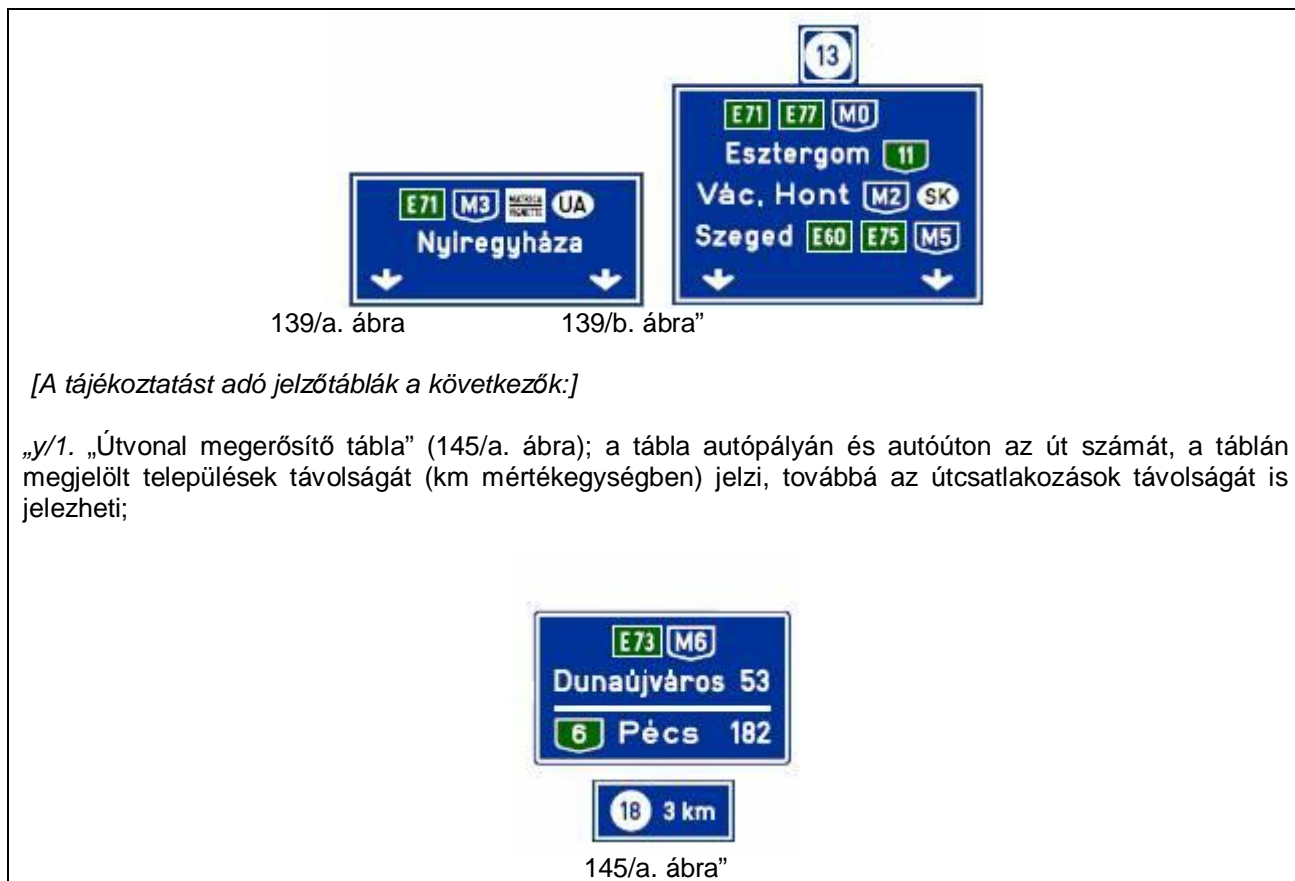 13
E71 E77 M0
Esztergom 11
Vác, Hont M2 SK
Szeged E60 E75 M5
E71 M3 MATRICA VIGNETTE UA
Nyiregyháza
139/a. ábra 139/b. ábra”
[A tájékoztatást adó jelzőtáblák a következők:]
„y/1. „Útvonal megerősítő tábla” (145/a. ábra); a tábla autópályán és autóúton az út számát, a táblán
megjelölt települések távolságát (km mértékegységben) jelzi, továbbá az útcsatlakozások távolságát is
jelezheti;
E73 M6
Dunaújváros 53
6 Pécs 182
18 3 km
145/a. ábra”